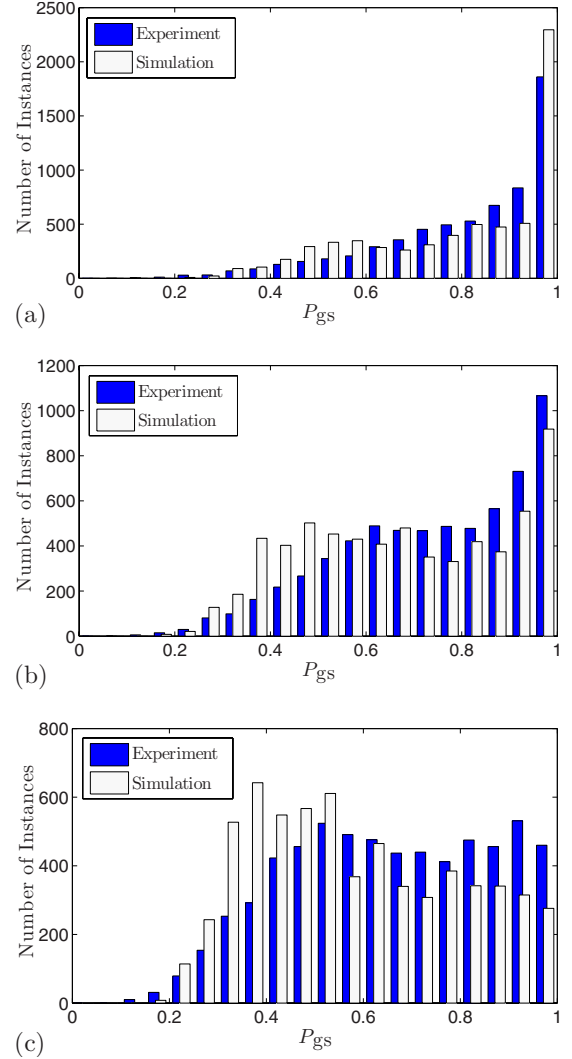 2500
2000
1500
1000
500
0
Number of Instances
Experiment
Simulation
0 0.2 0.4 0.6 0.8 1
Pgs
(a)
1200
1000
800
600
400
200
0
Number of Instances
Experiment
Simulation
0 0.2 0.4 0.6 0.8 1
Pgs
(b)
800
600
400
200
0
Number of Instances
Experiment
Simulation
0 0.2 0.4 0.6 0.8 1
Pgs
(c)